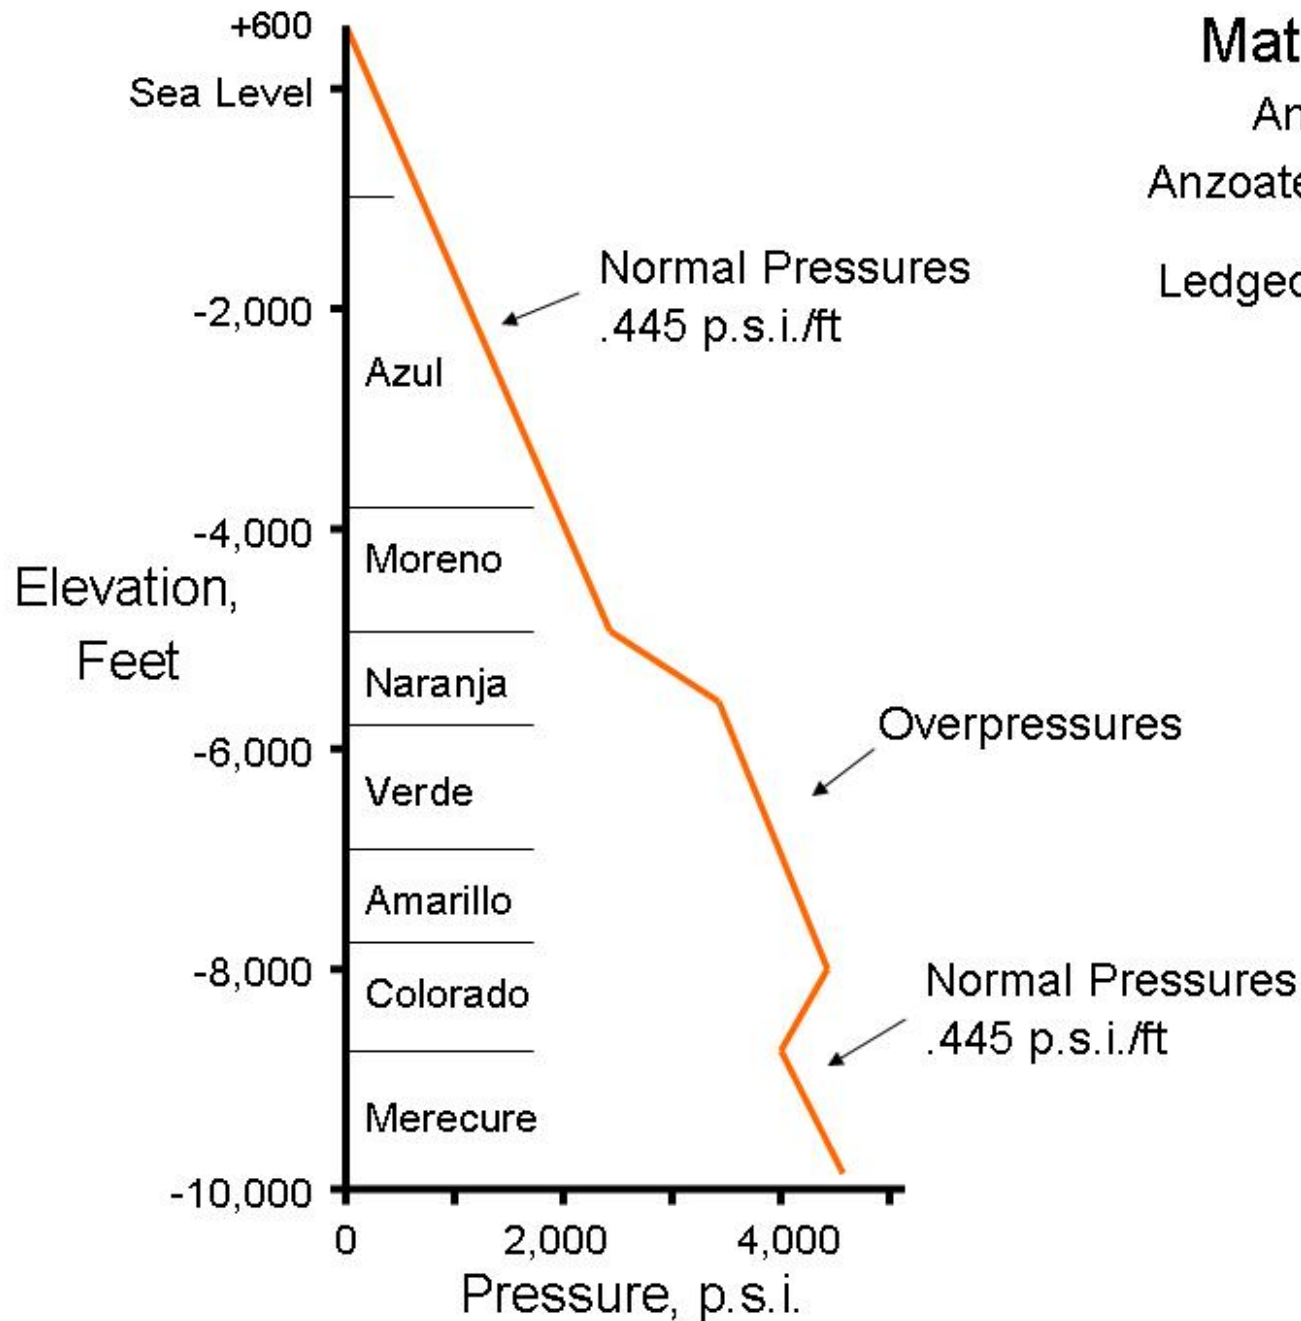 +600
Sea Level
-2,000
-4,000
-6,000
-8,000
-10,000
Elevation,
Feet
Azul
Moreno
Naranja
Verde
Amarillo
Colorado
Merecure
Normal Pressures
.445 p.s.i./ft
Overpressures
Normal Pressures
.445 p.s.i./ft
0
2,000
4,000
Pressure, p.s.i.